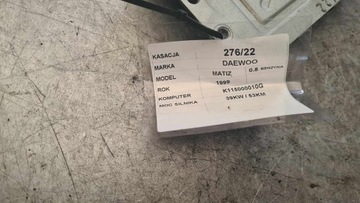 KASACJA 276/22
MARKA DAEWOO
MODEL MATIZ 0.8 BENZYNA
ROK 1999
KOMPUTER K115000010G
MOC SILNIKA 39KW / 53KM